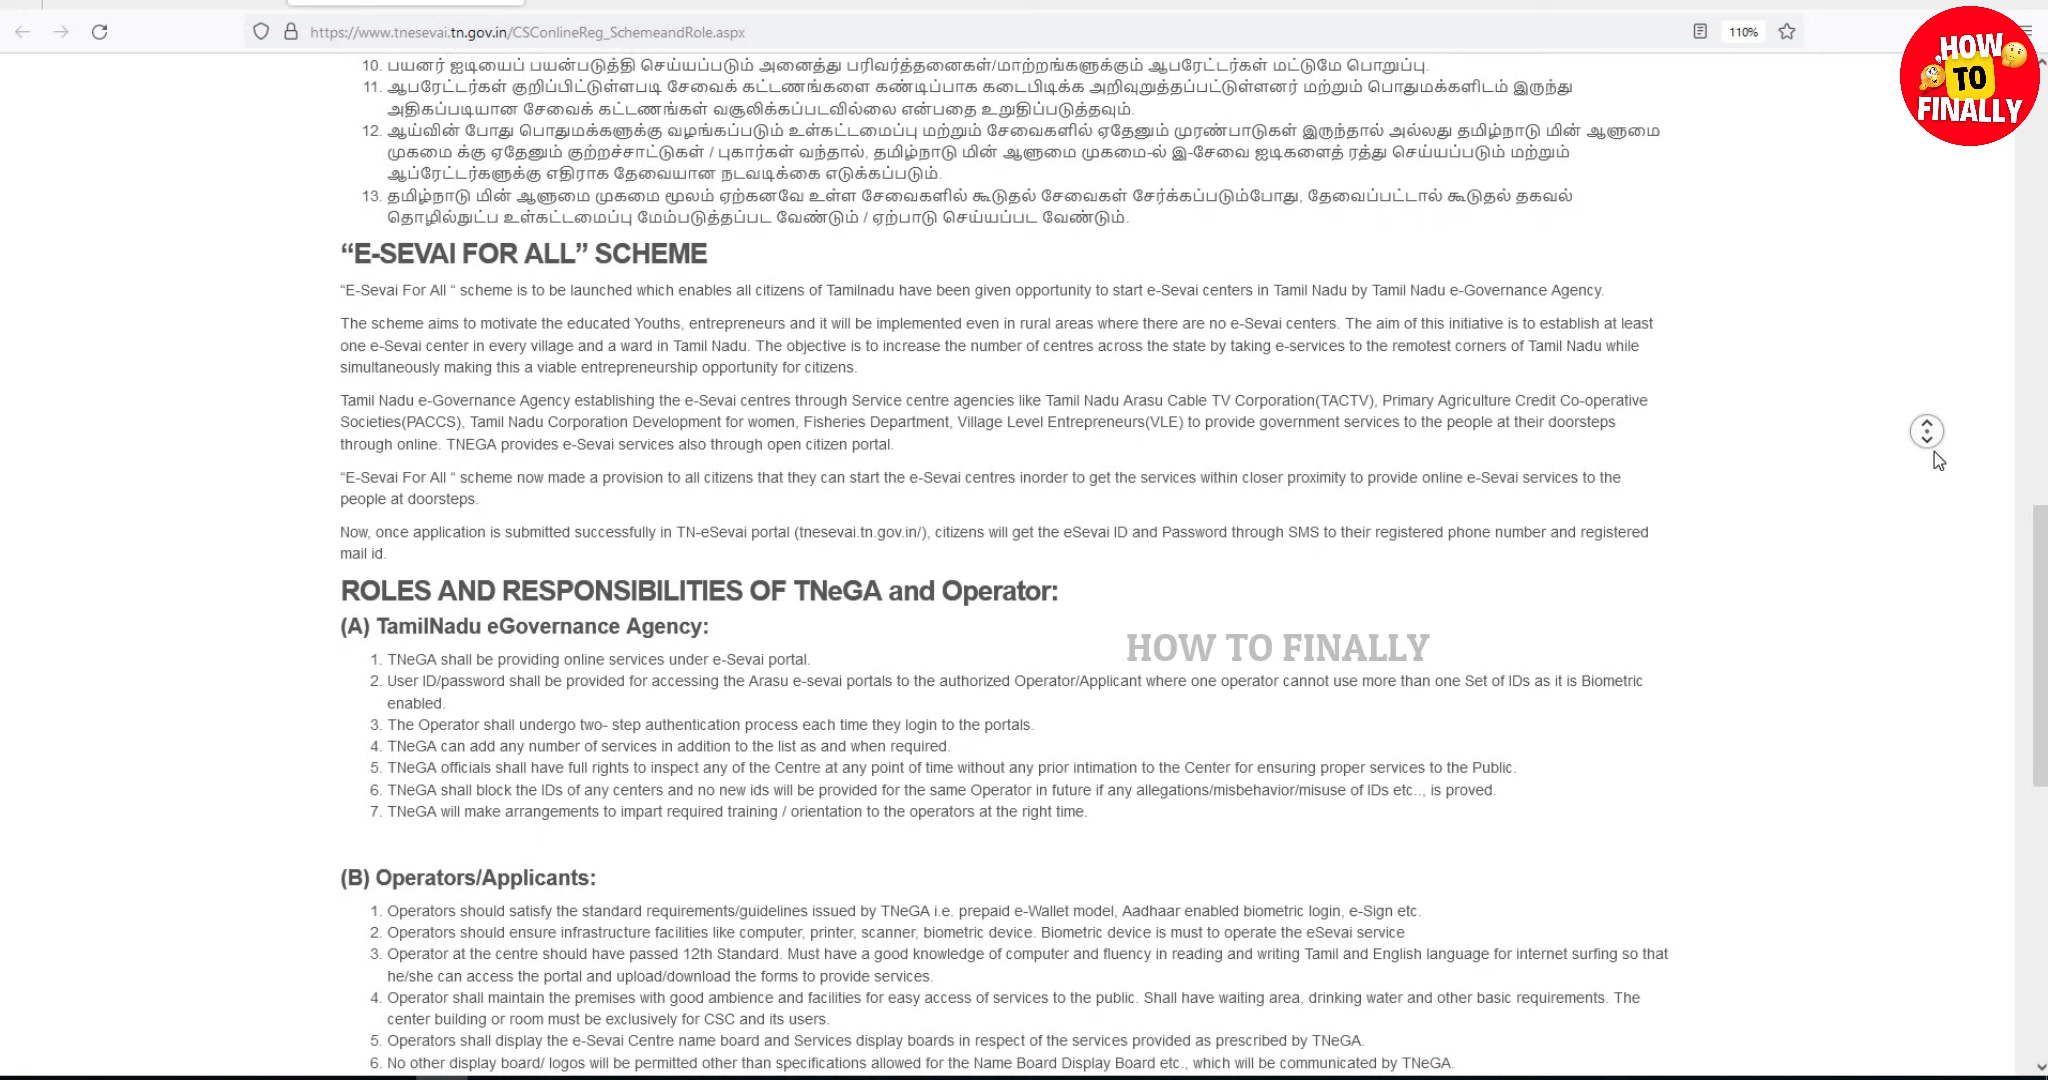 https://www.tnesevai.tn.gov.in/CSConlineReg_SchemeandRole.aspx
110%
HOW
TO
FINALLY
10. பயனர் ஐடியைப் பயன்படுத்தி செய்யப்படும் அனைத்து பரிவர்த்தனைகள்/மாற்றங்களுக்கும் ஆபரேட்டர்கள் மட்டுமே பொறுப்பு.
11. ஆபரேட்டர்கள் குறிப்பிட்டுள்ளபடி சேவைக் கட்டணங்களை கண்டிப்பாக கடைபிடிக்க அறிவுறுத்தப்பட்டுள்ளனர் மற்றும் பொதுமக்களிடம் இருந்து
அதிகப்படியான சேவைக் கட்டணங்கள் வசூலிக்கப்படவில்லை என்பதை உறுதிப்படுத்தவும்.
12. ஆய்வின் போது பொதுமக்களுக்கு வழங்கப்படும் உள்கட்டமைப்பு மற்றும் சேவைகளில் ஏதேனும் முரண்பாடுகள் இருந்தால் அல்லது தமிழ்நாடு மின் ஆளுமை
முகமை க்கு ஏதேனும் குற்றச்சாட்டுகள் / புகார்கள் வந்தால், தமிழ்நாடு மின் ஆளுமை முகமை-ல் இ-சேவை ஐடிகளைத் ரத்து செய்யப்படும் மற்றும்
ஆப்ரேட்டர்களுக்கு எதிராக தேவையான நடவடிக்கை எடுக்கப்படும்.
13. தமிழ்நாடு மின் ஆளுமை முகமை மூலம் ஏற்கனவே உள்ள சேவைகளில் கூடுதல் சேவைகள் சேர்க்கப்படும்போது, தேவைப்பட்டால் கூடுதல் தகவல்
தொழில்நுட்ப உள்கட்டமைப்பு மேம்படுத்தப்பட வேண்டும் / ஏற்பாடு செய்யப்பட வேண்டும்.
“E-SEVAI FOR ALL” SCHEME
“E-Sevai For All “ scheme is to be launched which enables all citizens of Tamilnadu have been given opportunity to start e-Sevai centers in Tamil Nadu by Tamil Nadu e-Governance Agency.
The scheme aims to motivate the educated Youths, entrepreneurs and it will be implemented even in rural areas where there are no e-Sevai centers. The aim of this initiative is to establish at least
one e-Sevai center in every village and a ward in Tamil Nadu. The objective is to increase the number of centres across the state by taking e-services to the remotest corners of Tamil Nadu while
simultaneously making this a viable entrepreneurship opportunity for citizens.
Tamil Nadu e-Governance Agency establishing the e-Sevai centres through Service centre agencies like Tamil Nadu Arasu Cable TV Corporation(TACTV), Primary Agriculture Credit Co-operative
Societies(PACCS), Tamil Nadu Corporation Development for women, Fisheries Department, Village Level Entrepreneurs(VLE) to provide government services to the people at their doorsteps
through online. TNEGA provides e-Sevai services also through open citizen portal.
“E-Sevai For All “ scheme now made a provision to all citizens that they can start the e-Sevai centres inorder to get the services within closer proximity to provide online e-Sevai services to the
people at doorsteps.
Now, once application is submitted successfully in TN-eSevai portal (tnesevai.tn.gov.in/), citizens will get the eSevai ID and Password through SMS to their registered phone number and registered
mail id.
ROLES AND RESPONSIBILITIES OF TNeGA and Operator:
(A) TamilNadu eGovernance Agency:
HOW TO FINALLY
1. TNeGA shall be providing online services under e-Sevai portal.
2. User ID/password shall be provided for accessing the Arasu e-sevai portals to the authorized Operator/Applicant where one operator cannot use more than one Set of IDs as it is Biometric
enabled.
3. The Operator shall undergo two- step authentication process each time they login to the portals.
4. TNeGA can add any number of services in addition to the list as and when required.
5. TNeGA officials shall have full rights to inspect any of the Centre at any point of time without any prior intimation to the Center for ensuring proper services to the Public.
6. TNeGA shall block the IDs of any centers and no new ids will be provided for the same Operator in future if any allegations/misbehavior/misuse of IDs etc.., is proved.
7. TNeGA will make arrangements to impart required training / orientation to the operators at the right time.
(B) Operators/Applicants:
1. Operators should satisfy the standard requirements/guidelines issued by TNeGA i.e. prepaid e-Wallet model, Aadhaar enabled biometric login, e-Sign etc.
2. Operators should ensure infrastructure facilities like computer, printer, scanner, biometric device. Biometric device is must to operate the eSevai service
3. Operator at the centre should have passed 12th Standard. Must have a good knowledge of computer and fluency in reading and writing Tamil and English language for internet surfing so that
he/she can access the portal and upload/download the forms to provide services.
4. Operator shall maintain the premises with good ambience and facilities for easy access of services to the public. Shall have waiting area, drinking water and other basic requirements. The
center building or room must be exclusively for CSC and its users.
5. Operators shall display the e-Sevai Centre name board and Services display boards in respect of the services provided as prescribed by TNeGA.
6. No other display board/ logos will be permitted other than specifications allowed for the Name Board Display Board etc., which will be communicated by TNeGA.